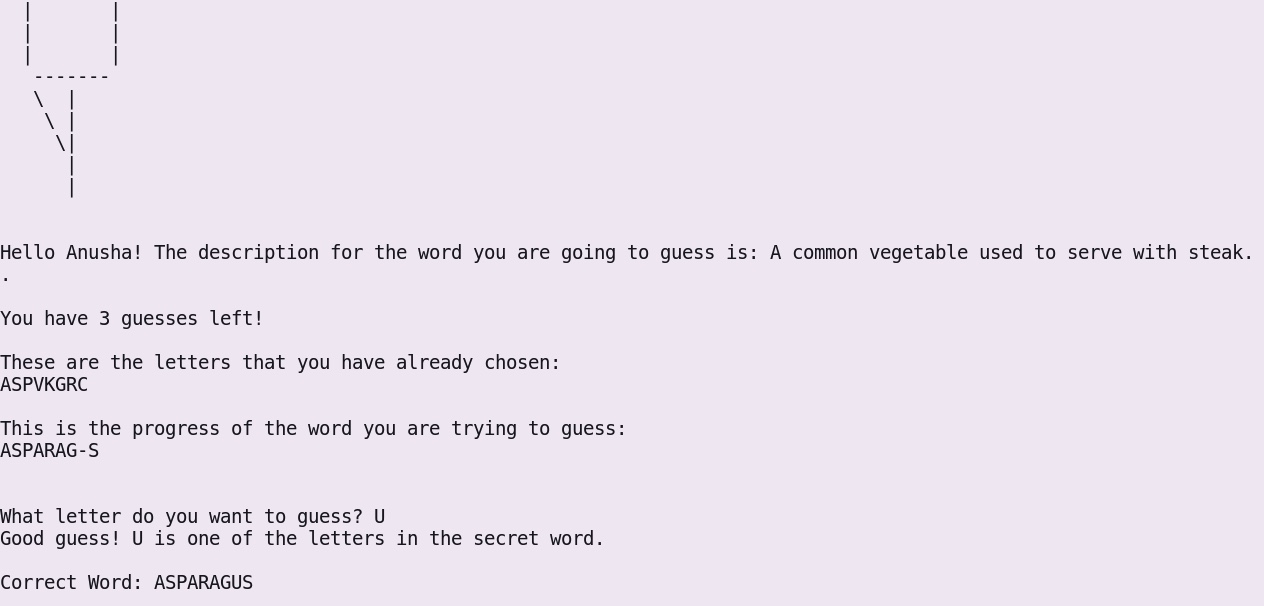 Hello Anusha! The description for the word you are going to guess is: A common vegetable used to serve with steak.
.
You have 3 guesses left!
These are the letters that you have already chosen:
ASPVKGRC
This is the progress of the word you are trying to guess:
ASPARAG-S
What letter do you want to guess? U
Good guess! U is one of the letters in the secret word.
Correct Word: ASPARAGUS